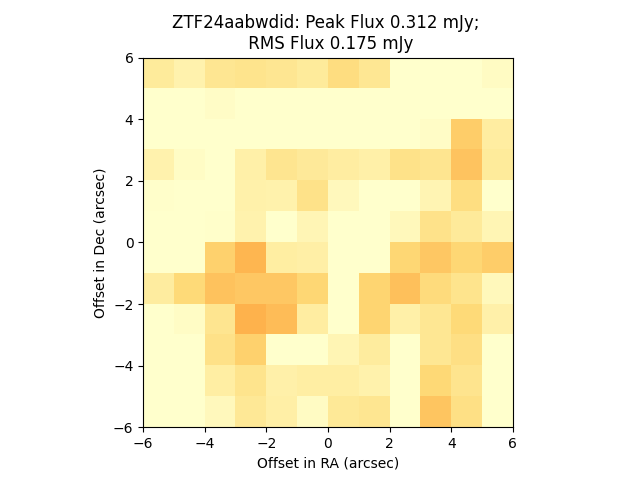 ZTF24aabwdid: Peak Flux 0.312 mJy;
RMS Flux 0.175 mJy
6
4
2
0
−2
−4
−6
Offset in Dec (arcsec)
−6 −4 −2 0 2 4 6
Offset in RA (arcsec)